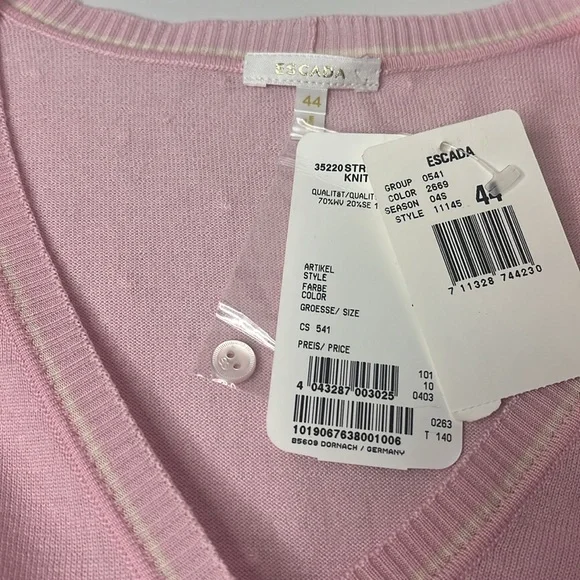 ESCADA
44
35220 STR
KNIT
QUALITÄT/QUALIT
70%WV 20%SE 1
ARTIKEL
STYLE
FARBE
COLOR
GROESSE/ SIZE
CS 541
PREIS/ PRICE
101
10
4 043287 003025 0403
0263
1019067638001006 T 140
85609 DORNACH / GERMANY
ESCADA
GROUP 0541
COLOR 2669
SEASON 04S
STYLE 11145
44
7 11328 744230